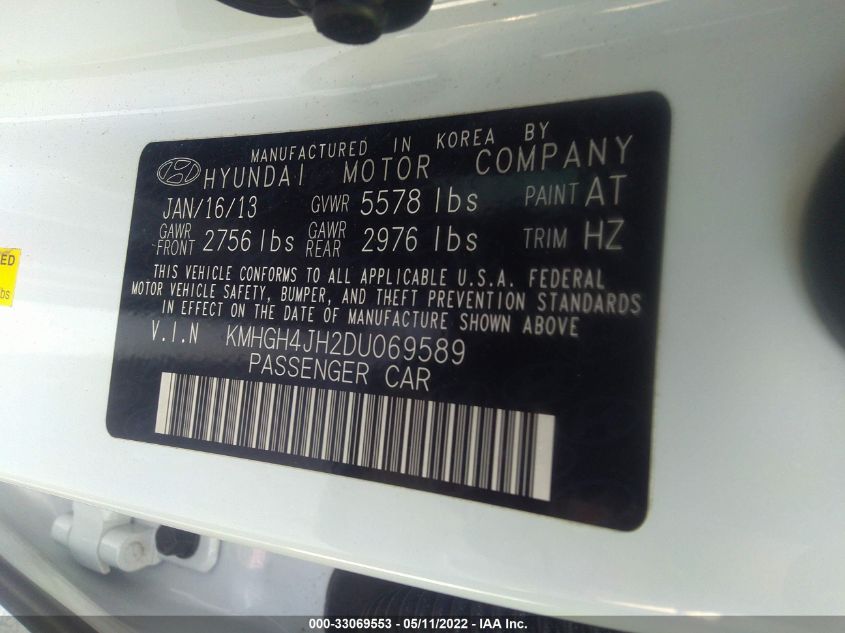 MANUFACTURED IN KOREA BY
HYUNDAI MOTOR COMPANY
JAN/16/13 GVWR 5578 lbs PAINT AT
GAWR FRONT 2756 lbs GAWR REAR 2976 lbs TRIM HZ
THIS VEHICLE CONFORMS TO ALL APPLICABLE U.S.A. FEDERAL
MOTOR VEHICLE SAFETY, BUMPER, AND THEFT PREVENTION STANDARDS
IN EFFECT ON THE DATE OF MANUFACTURE SHOWN ABOVE.
V.I.N KMHGH4JH2DU069589
PASSENGER CAR
ED
bs
000-33069553 - 05/11/2022 - IAA, Inc.